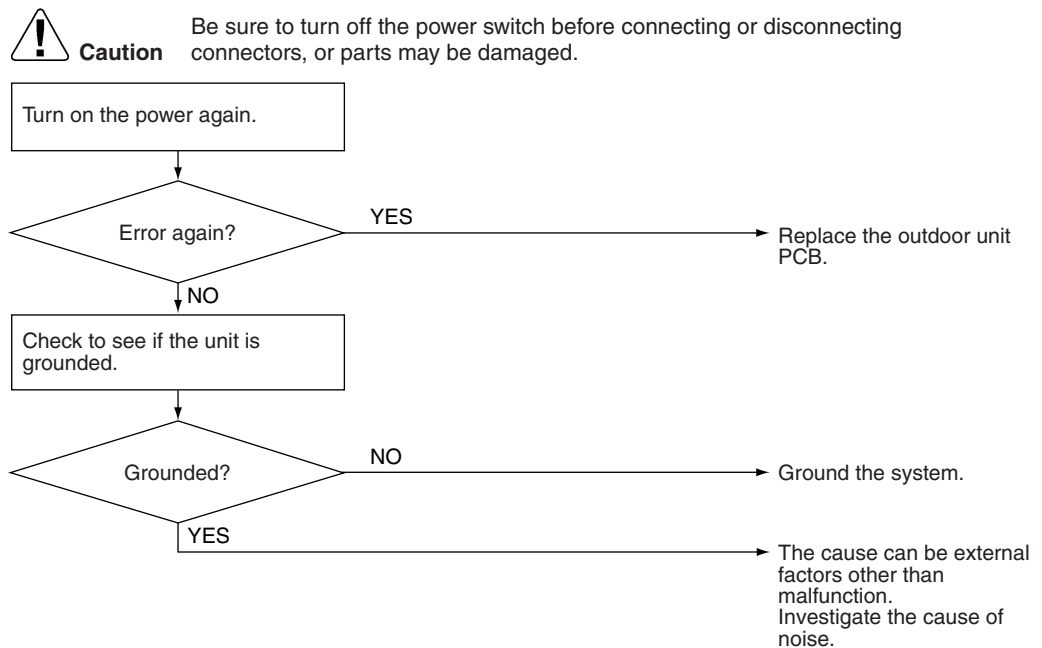 Be sure to turn off the power switch before connecting or disconnecting
Caution connectors, or parts may be damaged.
Turn on the power again.
YES
Error again?
Replace the outdoor unit
PCB.
NO
Check to see if the unit is
grounded.
NO
Grounded?
Ground the system.
YES
The cause can be external
factors other than
malfunction.
Investigate the cause of
noise.